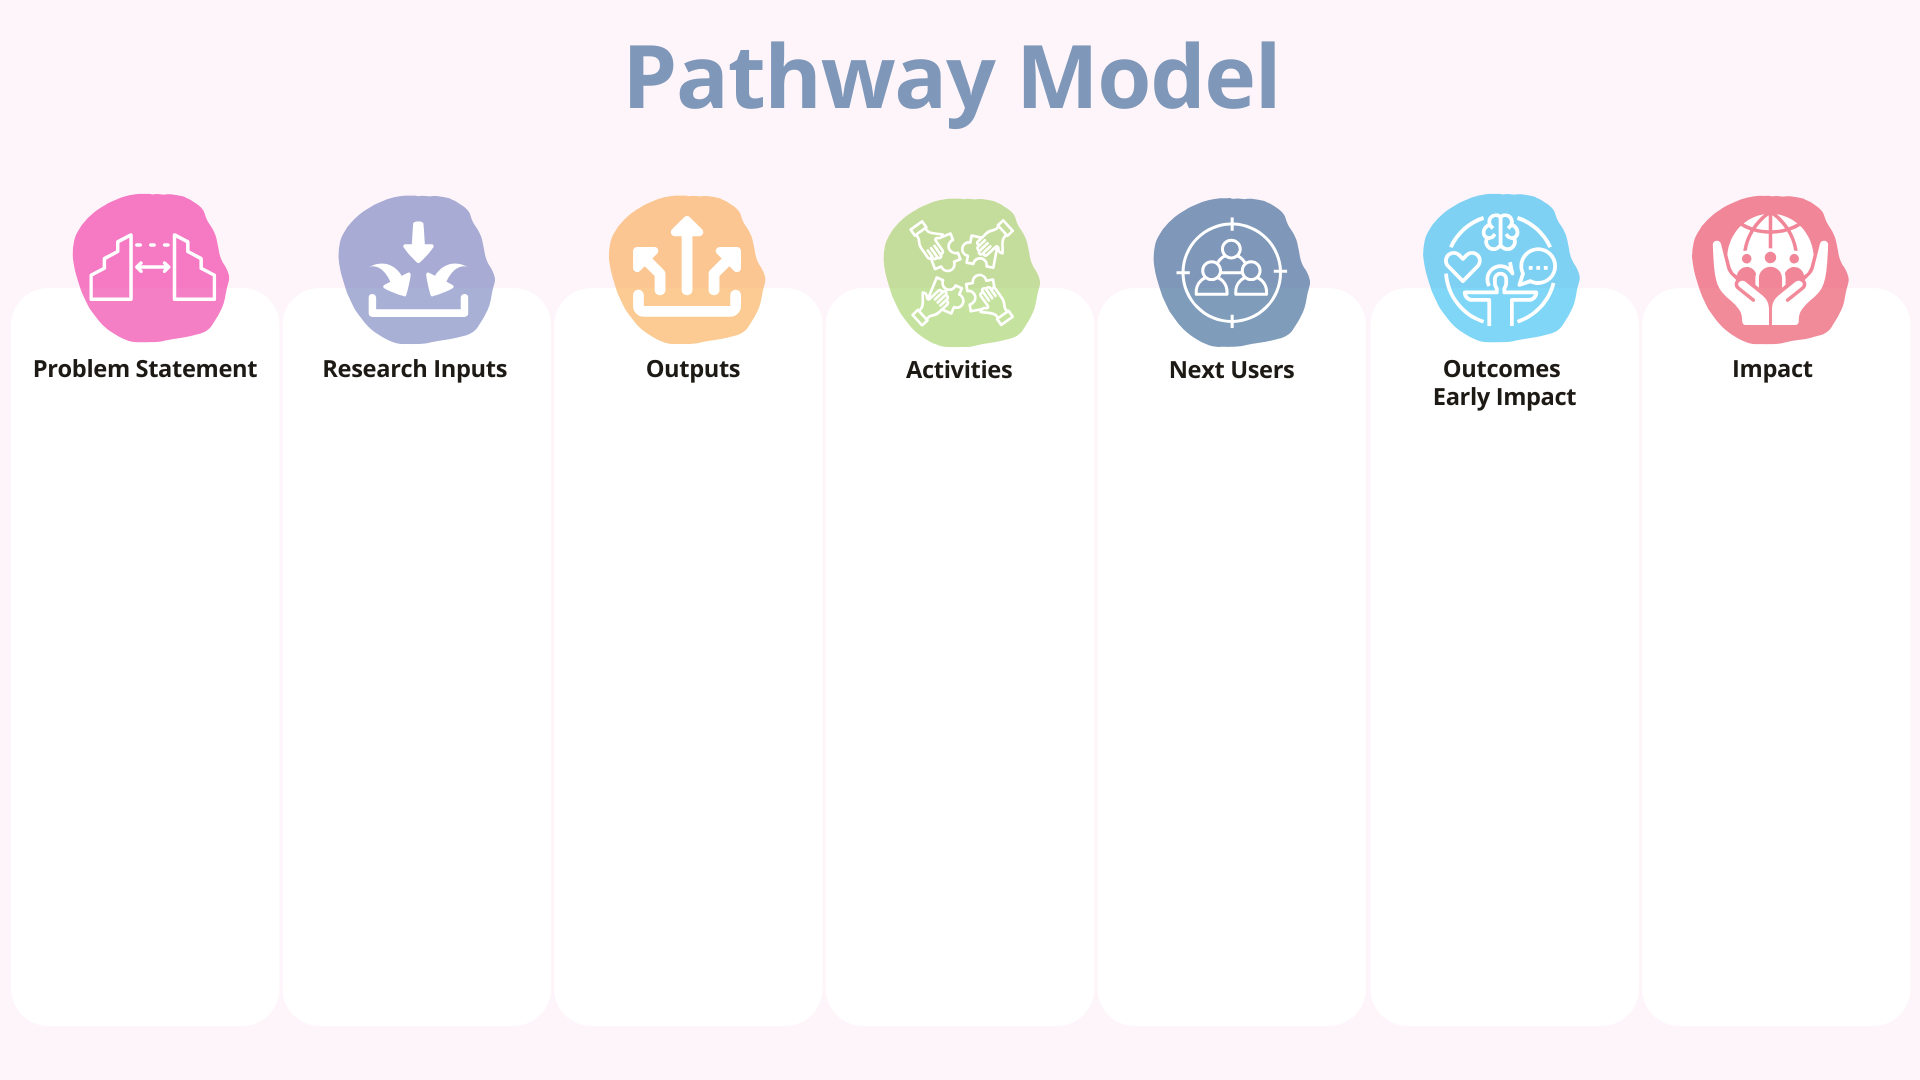 Pathway Model
Problem Statement
Research Inputs
Outputs
Activities
Next Users
Outcomes
Early Impact
Impact